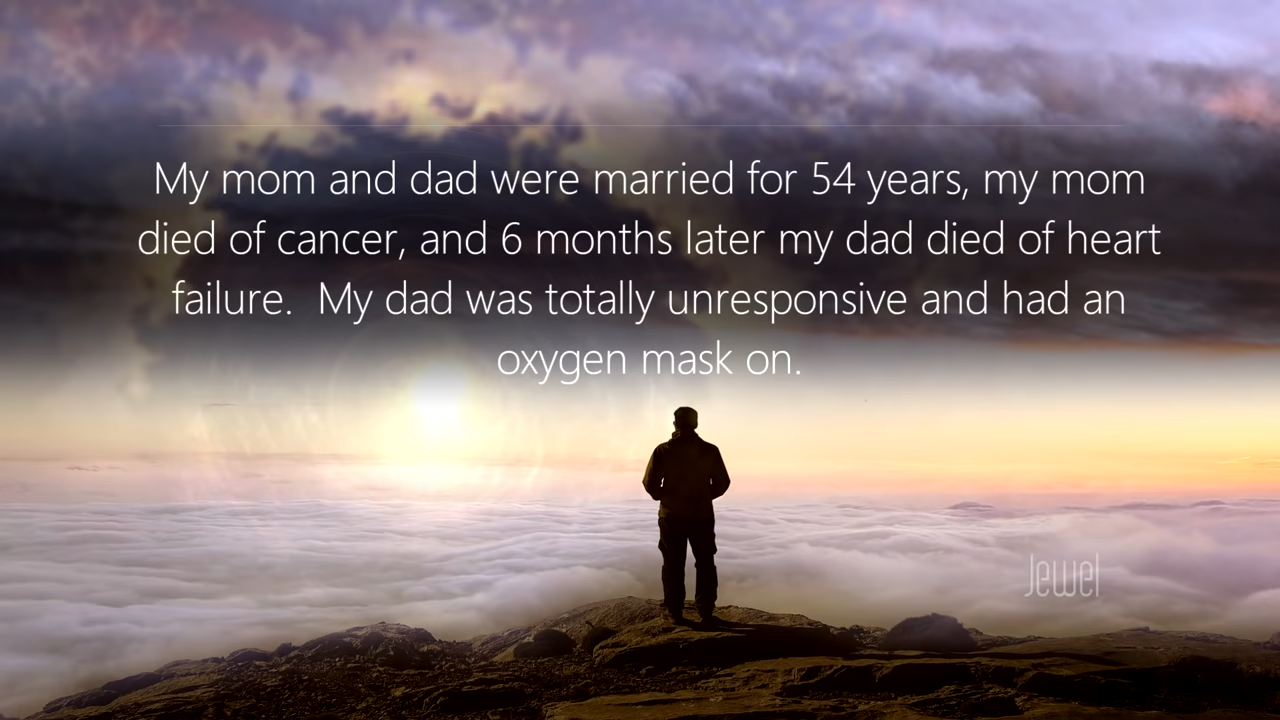 My mom and dad were married for 54 years, my mom
died of cancer, and 6 months later my dad died of heart
failure.  My dad was totally unresponsive and had an
oxygen mask on.
Jewel